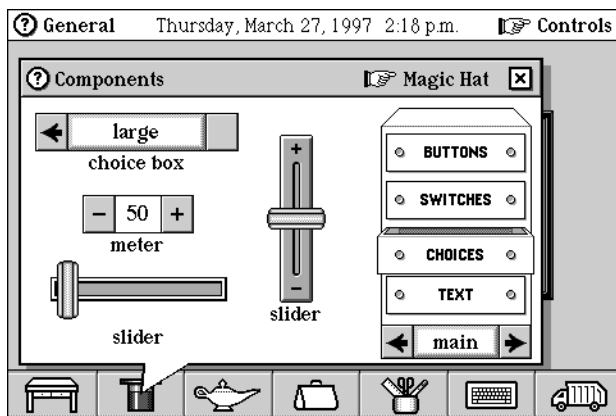 ? General Thursday, March 27, 1997 2:18 p.m. Controls
? Components Magic Hat X
large
choice box
− 50 +
meter
slider
+
−
slider
BUTTONS
SWITCHES
CHOICES
TEXT
main